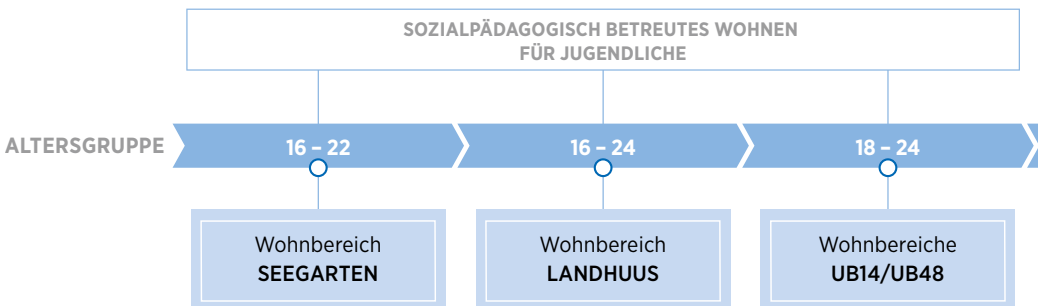 SOZIALPÄDAGOGISCH BETREUTES WOHNEN
FÜR JUGENDLICHE
ALTERSGRUPPE
16 – 22
16 – 24
18 – 24
Wohnbereich
SEEGARTEN
Wohnbereich
LANDHUUS
Wohnbereiche
UB14/UB48